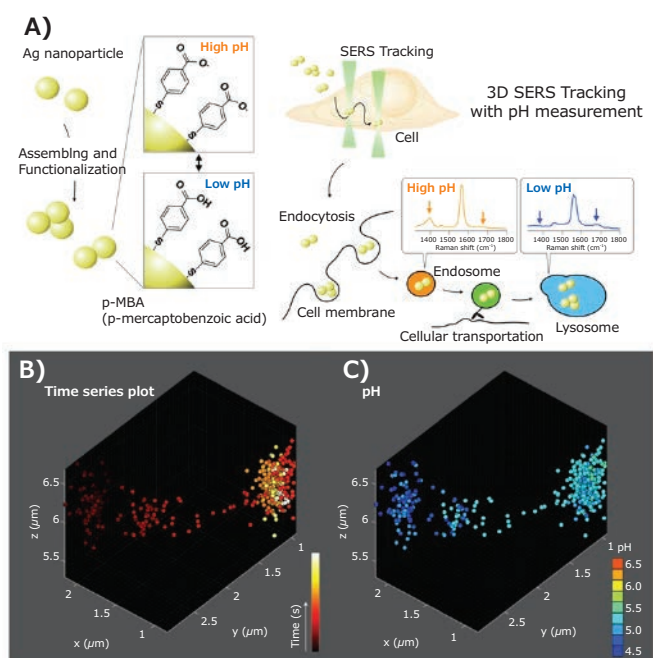 A)
Ag nanoparticle
Assemblng and
Functionalization
High pH
O
O-
S
O
O-
S
Low pH
O
OH
S
O
OH
S
p-MBA
(p-mercaptobenzoic acid)
SERS Tracking
Cell
3D SERS Tracking
with pH measurement
Endocytosis
Cell membrane
High pH
1400 1500 1600 1700 1800
Raman shift (cm⁻¹)
Low pH
1400 1500 1600 1700 1800
Raman shift (cm⁻¹)
Endosome
Cellular transportation
Lysosome
B)
Time series plot
6.5
6
5.5
z (µm)
2
1.5
1
x (µm)
2.5
2
1.5
1
y (µm)
Time (s)
C)
pH
6.5
6
5.5
z (µm)
2
1.5
1
x (µm)
2.5
2
1.5
1
y (µm)
pH
6.5
6.0
5.5
5.0
4.5